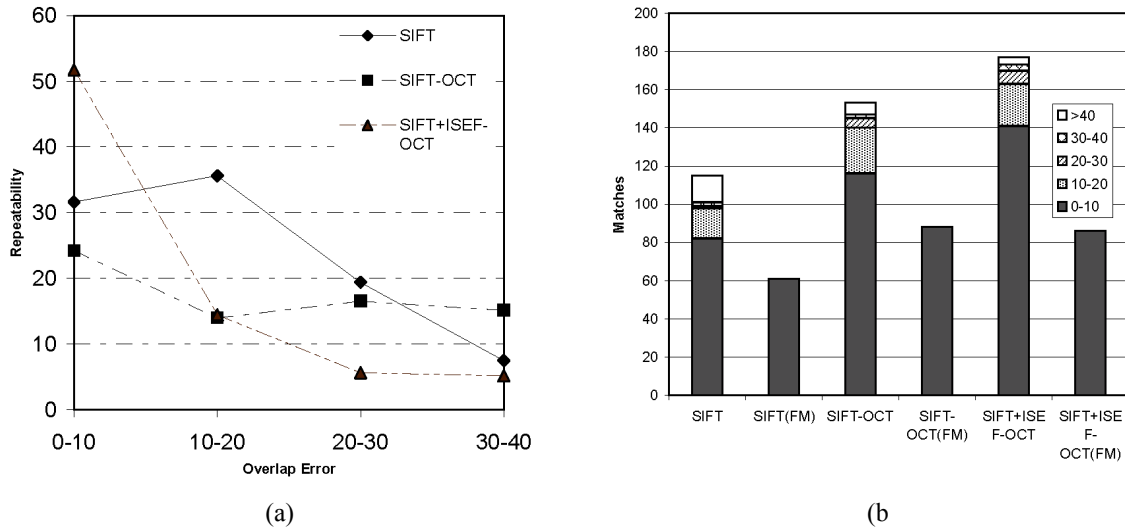 60
50
40
30
20
10
0
Repeatability
SIFT
SIFT-OCT
SIFT+ISEF-
OCT
0-10
10-20
20-30
30-40
Overlap Error
(a)
200
180
160
140
120
100
80
60
40
20
0
Matches
>40
30-40
20-30
10-20
0-10
SIFT
SIFT(FM)
SIFT-OCT
SIFT-
OCT(FM)
SIFT+ISE
F-OCT
SIFT+ISE
F-
OCT(FM)
(b